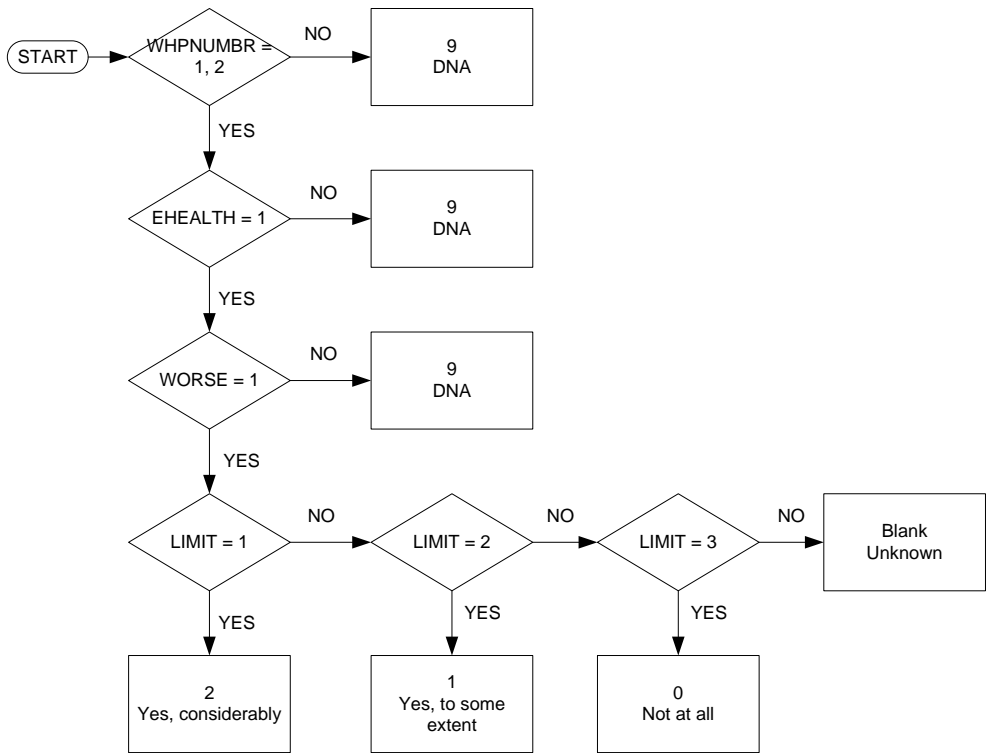 START
WHPNUMBR =
1, 2
NO
9
DNA
YES
EHEALTH = 1
NO
9
DNA
YES
WORSE = 1
NO
9
DNA
YES
LIMIT = 1
NO
LIMIT = 2
NO
LIMIT = 3
NO
Blank
Unknown
YES
YES
YES
2
Yes, considerably
1
Yes, to some
extent
0
Not at all